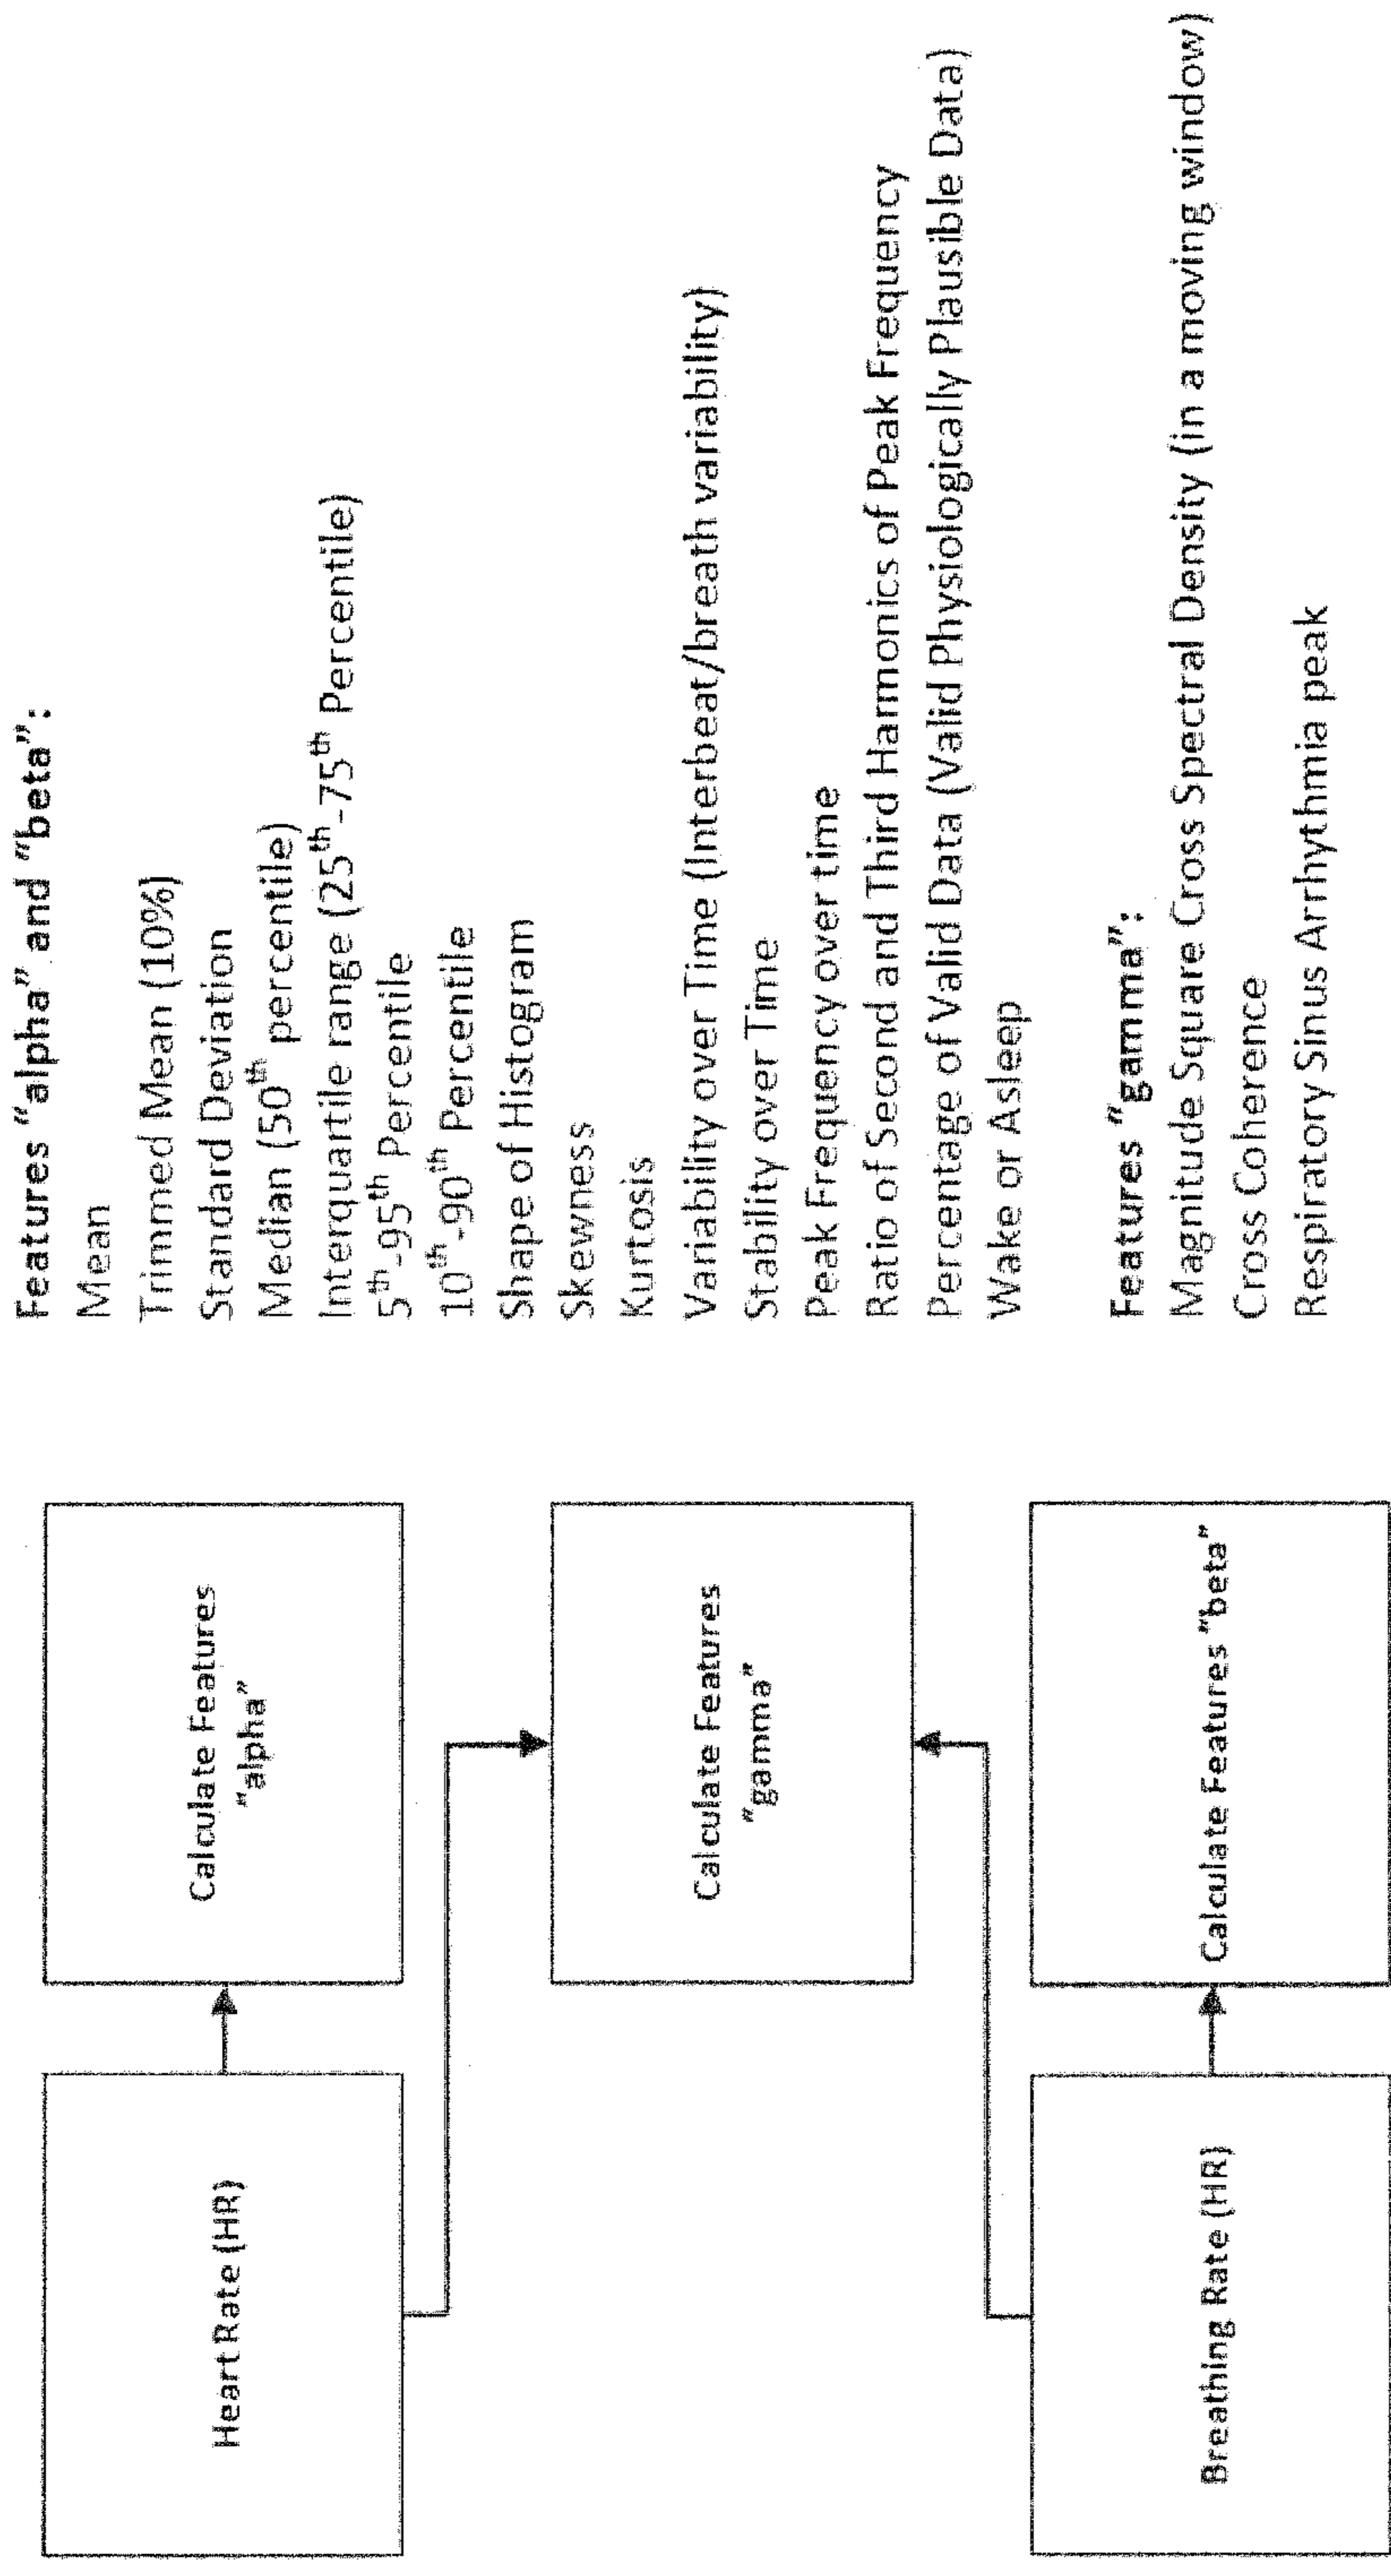 Heart Rate (HR)
Calculate Features
"alpha"
Calculate Features
"gamma"
Breathing Rate (HR)
Calculate Features "beta"
Features "alpha" and "beta":
Mean
Trimmed Mean (10%)
Standard Deviation
Median (50th percentile)
Interquartile range (25th-75th Percentile)
5th-95th Percentile
10th-90th Percentile
Shape of Histogram
Skewness
Kurtosis
Variability over Time (Interbeat/breath variability)
Stability over Time
Peak Frequency over time
Ratio of Second and Third Harmonics of Peak Frequency
Percentage of Valid Data (Valid Physiologically Plausible Data)
Wake or Asleep
Features "gamma":
Magnitude Square Cross Spectral Density (in a moving window)
Cross Coherence
Respiratory Sinus Arrhythmia peak